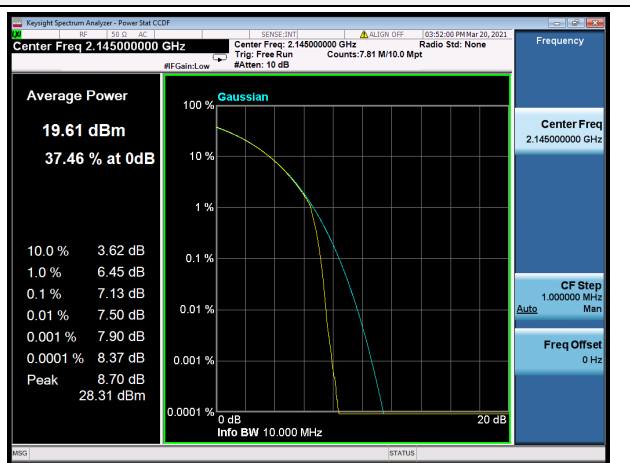 Keysight Spectrum Analyzer - Power Stat CCDF
RF 50 Ω AC SENSE:INT ALIGN OFF 03:52:00 PM Mar 20, 2021
Center Freq 2.145000000 GHz
Center Freq: 2.145000000 GHz Radio Std: None
Trig: Free Run Counts:7.81 M/10.0 Mpt
#IFGain:Low #Atten: 10 dB
Frequency
Average Power
19.61 dBm
37.46 % at 0dB
10.0 % 3.62 dB
1.0 % 6.45 dB
0.1 % 7.13 dB
0.01 % 7.50 dB
0.001 % 7.90 dB
0.0001 % 8.37 dB
Peak 8.70 dB
28.31 dBm
Gaussian
100 %
10 %
1 %
0.1 %
0.01 %
0.001 %
0.0001 %
0 dB 20 dB
Info BW 10.000 MHz
Center Freq
2.145000000 GHz
CF Step
1.000000 MHz
Auto Man
Freq Offset
0 Hz
MSG STATUS